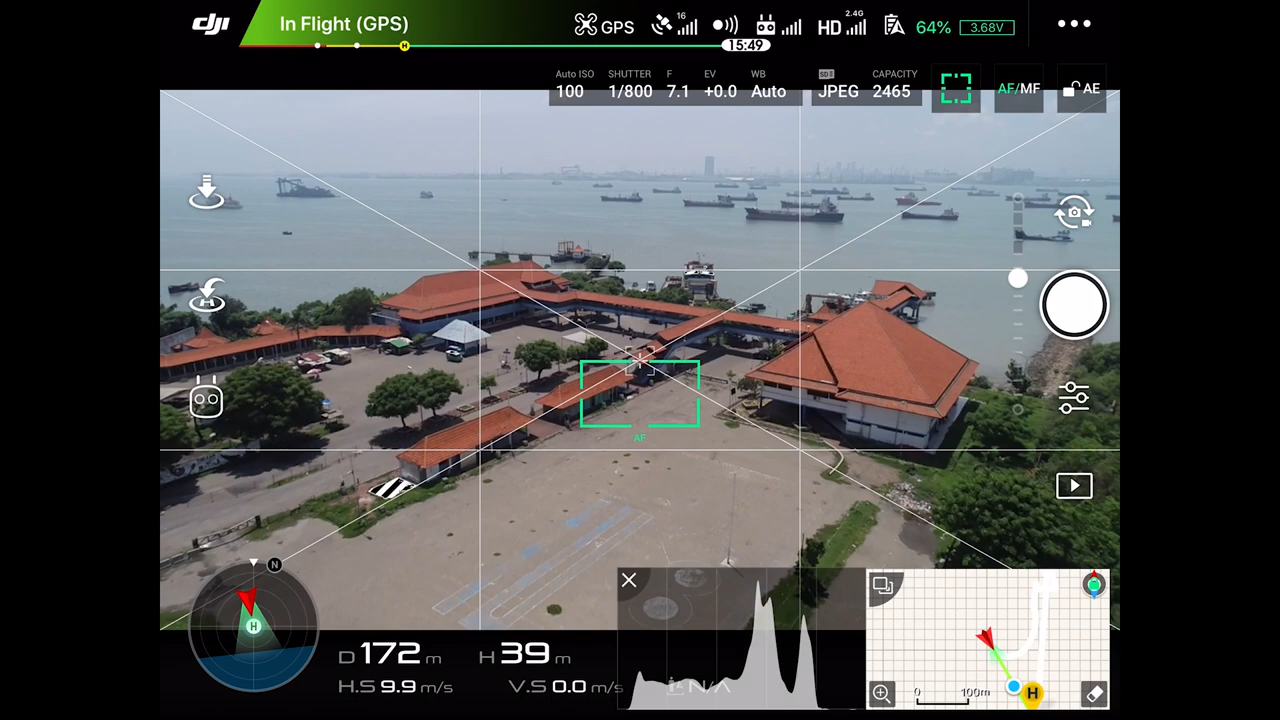 dji In Flight (GPS) GPS 16 HD 2.4G 64% 3.68V
H 15:49
Auto ISO SHUTTER F EV WB SD CAPACITY
100 1/800 7.1 +0.0 Auto JPEG 2465 AF/MF AE
AF
N
H
D 172 m H 39 m
H.S 9.9 m/s V.S 0.0 m/s N/A
0 100m
H